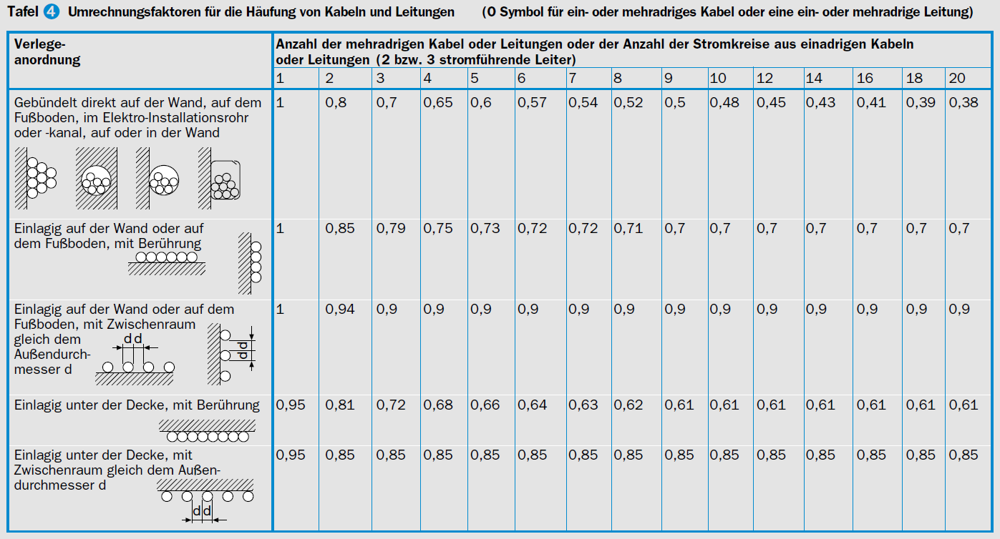 Tafel 4 Umrechnungsfaktoren für die Häufung von Kabeln und Leitungen (O Symbol für ein- oder mehradriges Kabel oder eine ein- oder mehradrige Leitung)
Verlege-
anordnung
Anzahl der mehradrigen Kabel oder Leitungen oder der Anzahl der Stromkreise aus einadrigen Kabeln
oder Leitungen (2 bzw. 3 stromführende Leiter)
1 2 3 4 5 6 7 8 9 10 12 14 16 18 20
Gebündelt direkt auf der Wand, auf dem
Fußboden, im Elektro-Installationsrohr
oder -kanal, auf oder in der Wand
1 0,8 0,7 0,65 0,6 0,57 0,54 0,52 0,5 0,48 0,45 0,43 0,41 0,39 0,38
Einlagig auf der Wand oder auf
dem Fußboden, mit Berührung
1 0,85 0,79 0,75 0,73 0,72 0,72 0,71 0,7 0,7 0,7 0,7 0,7 0,7 0,7
Einlagig auf der Wand oder auf dem
Fußboden, mit Zwischenraum
gleich dem
Außendurch-
messer d
d d
d d
1 0,94 0,9 0,9 0,9 0,9 0,9 0,9 0,9 0,9 0,9 0,9 0,9 0,9 0,9
Einlagig unter der Decke, mit Berührung
0,95 0,81 0,72 0,68 0,66 0,64 0,63 0,62 0,61 0,61 0,61 0,61 0,61 0,61 0,61
Einlagig unter der Decke, mit
Zwischenraum gleich dem Außen-
durchmesser d
d d
0,95 0,85 0,85 0,85 0,85 0,85 0,85 0,85 0,85 0,85 0,85 0,85 0,85 0,85 0,85